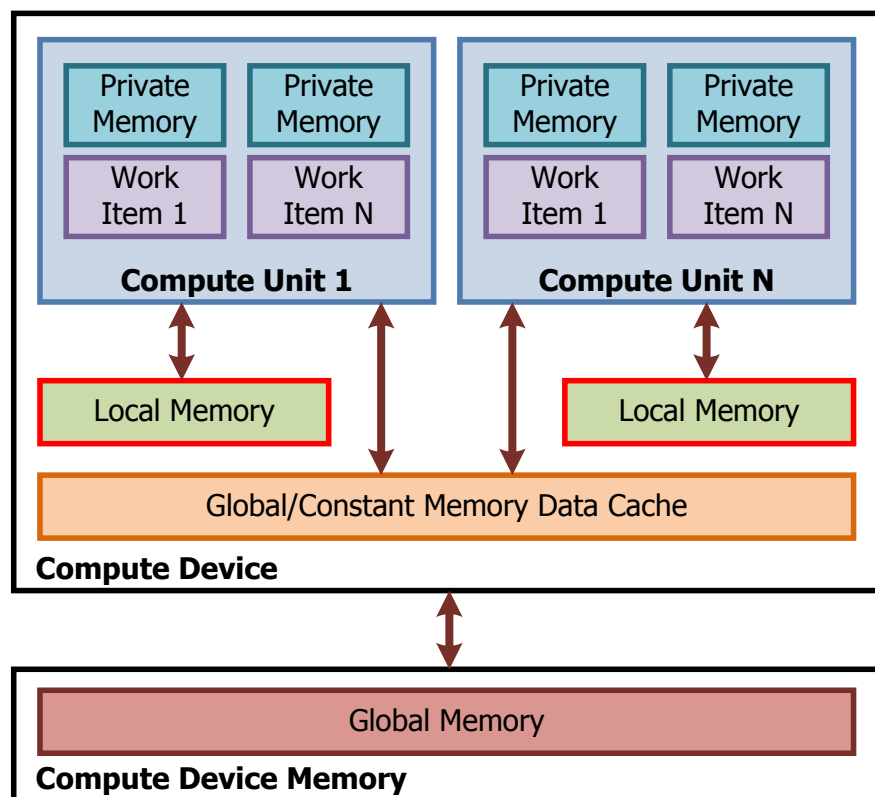 Private
Memory
Private
Memory
Work
Item 1
Work
Item N
Compute Unit 1
Private
Memory
Private
Memory
Work
Item 1
Work
Item N
Compute Unit N
Local Memory
Local Memory
Global/Constant Memory Data Cache
Compute Device
Global Memory
Compute Device Memory